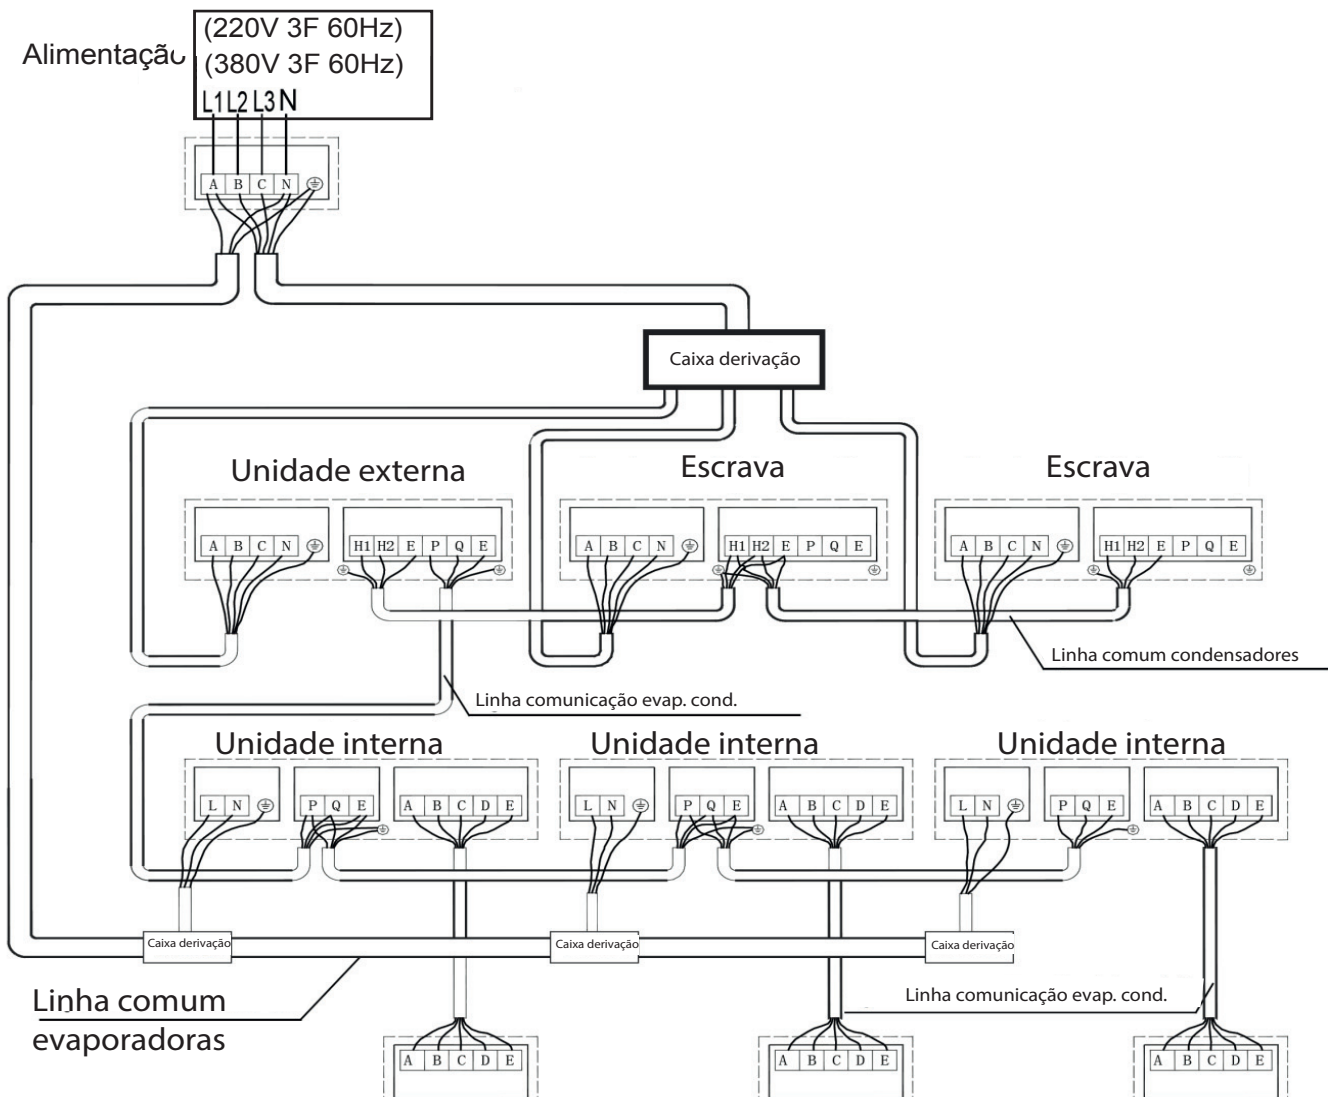 (220V 3F 60Hz)
Alimentação
(380V 3F 60Hz)
L1 L2 L3 N
A B C N
Caixa derivação
Unidade externa
Escrava
Escrava
A B C N
H1 H2 E P Q E
A B C N
H1 H2 E P Q E
A B C N
H1 H2 E P Q E
Linha comum condensadores
Linha comunicação evap. cond.
Unidade interna
Unidade interna
Unidade interna
L N
P Q E
A B C D E
L N
P Q E
A B C D E
L N
P Q E
A B C D E
Caixa derivação
Caixa derivação
Caixa derivação
Linha comum
evaporadoras
Linha comunicação evap. cond.
A B C D E
A B C D E
A B C D E